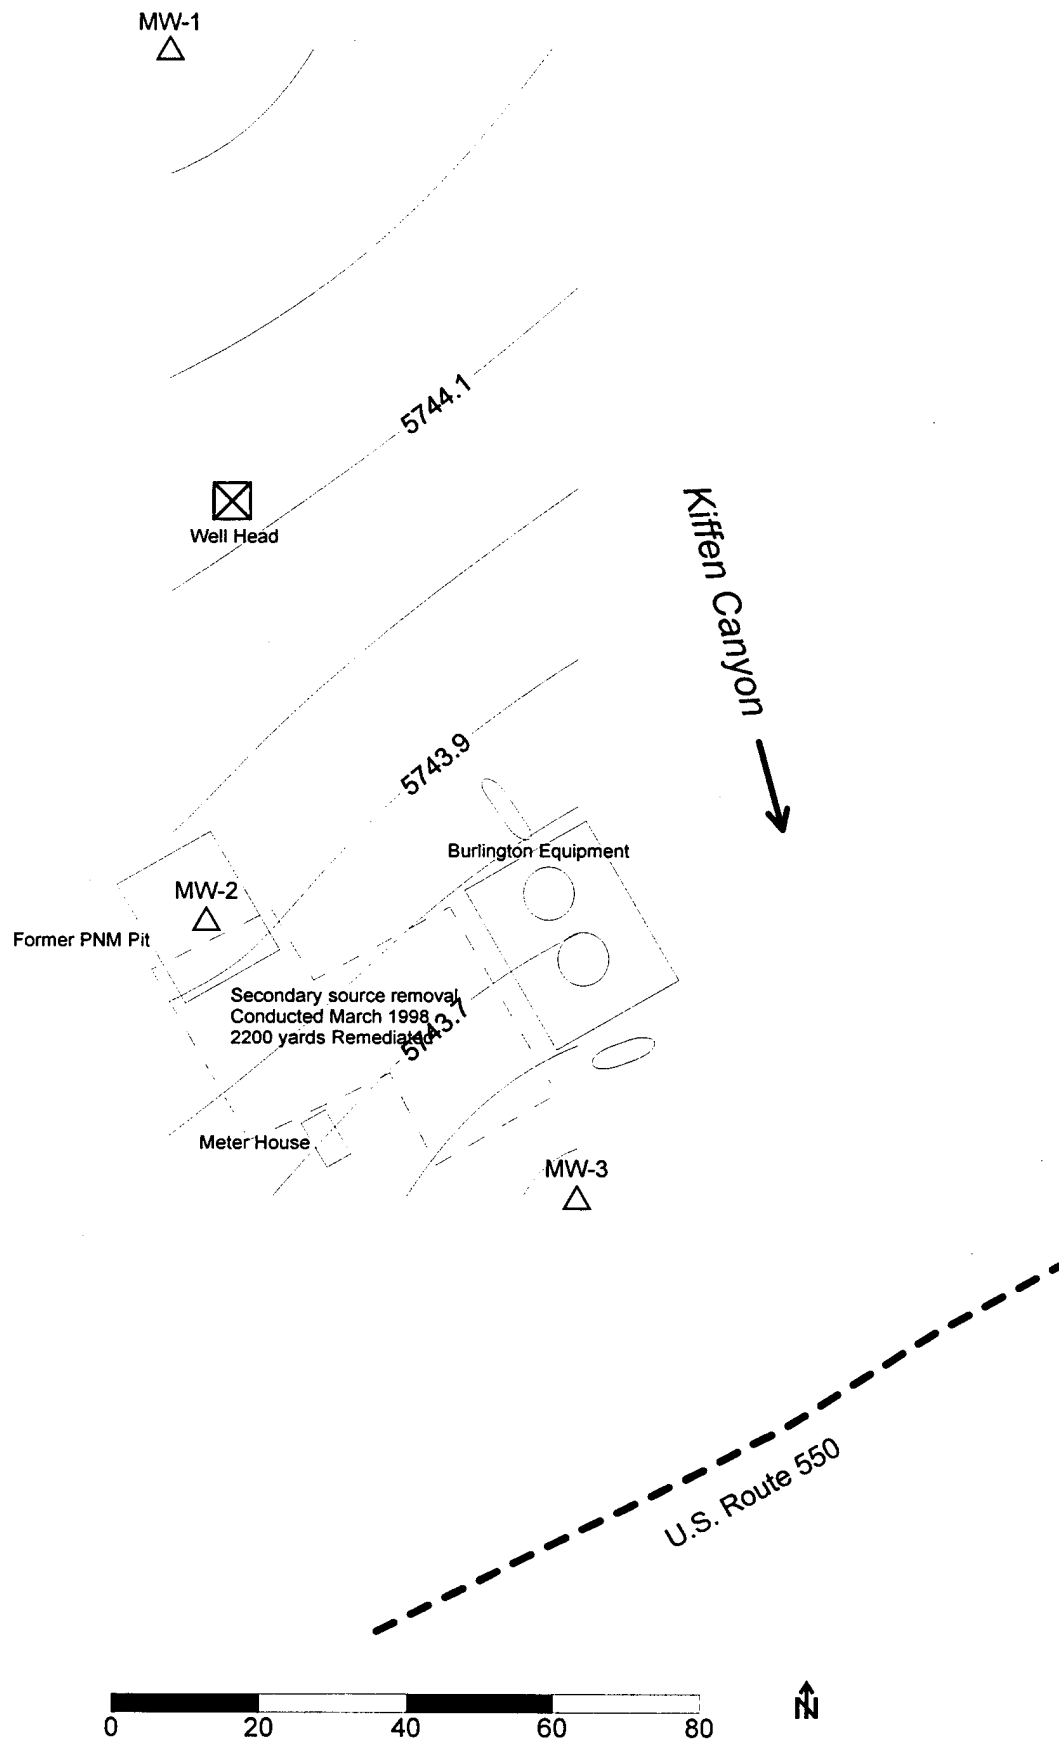 MW-1
5744.1
Well Head
Kiffen Canyon
5743.9
Burlington Equipment
MW-2
Former PNM Pit
Secondary source removal
Conducted March 1998
2200 yards Remediated
5743.7
Meter House
MW-3
U.S. Route 550
0 20 40 60 80
N